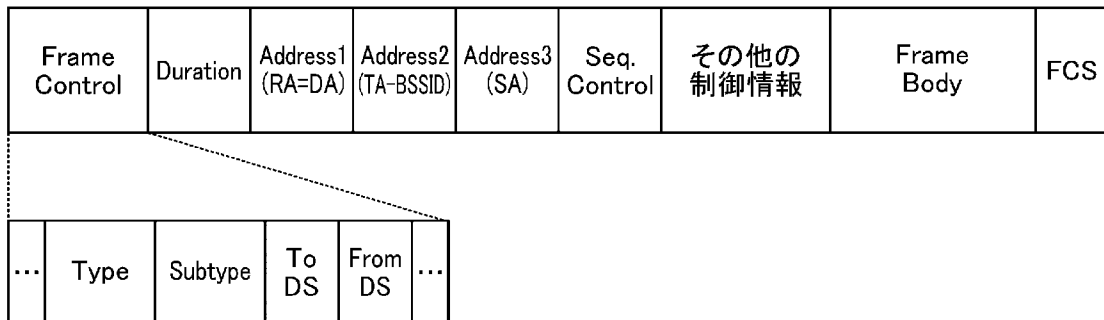 Frame
Control
Duration
Address1
(RA=DA)
Address2
(TA-BSSID)
Address3
(SA)
Seq.
Control
その他の
制御情報
Frame
Body
FCS
…
Type
Subtype
To
DS
From
DS
…